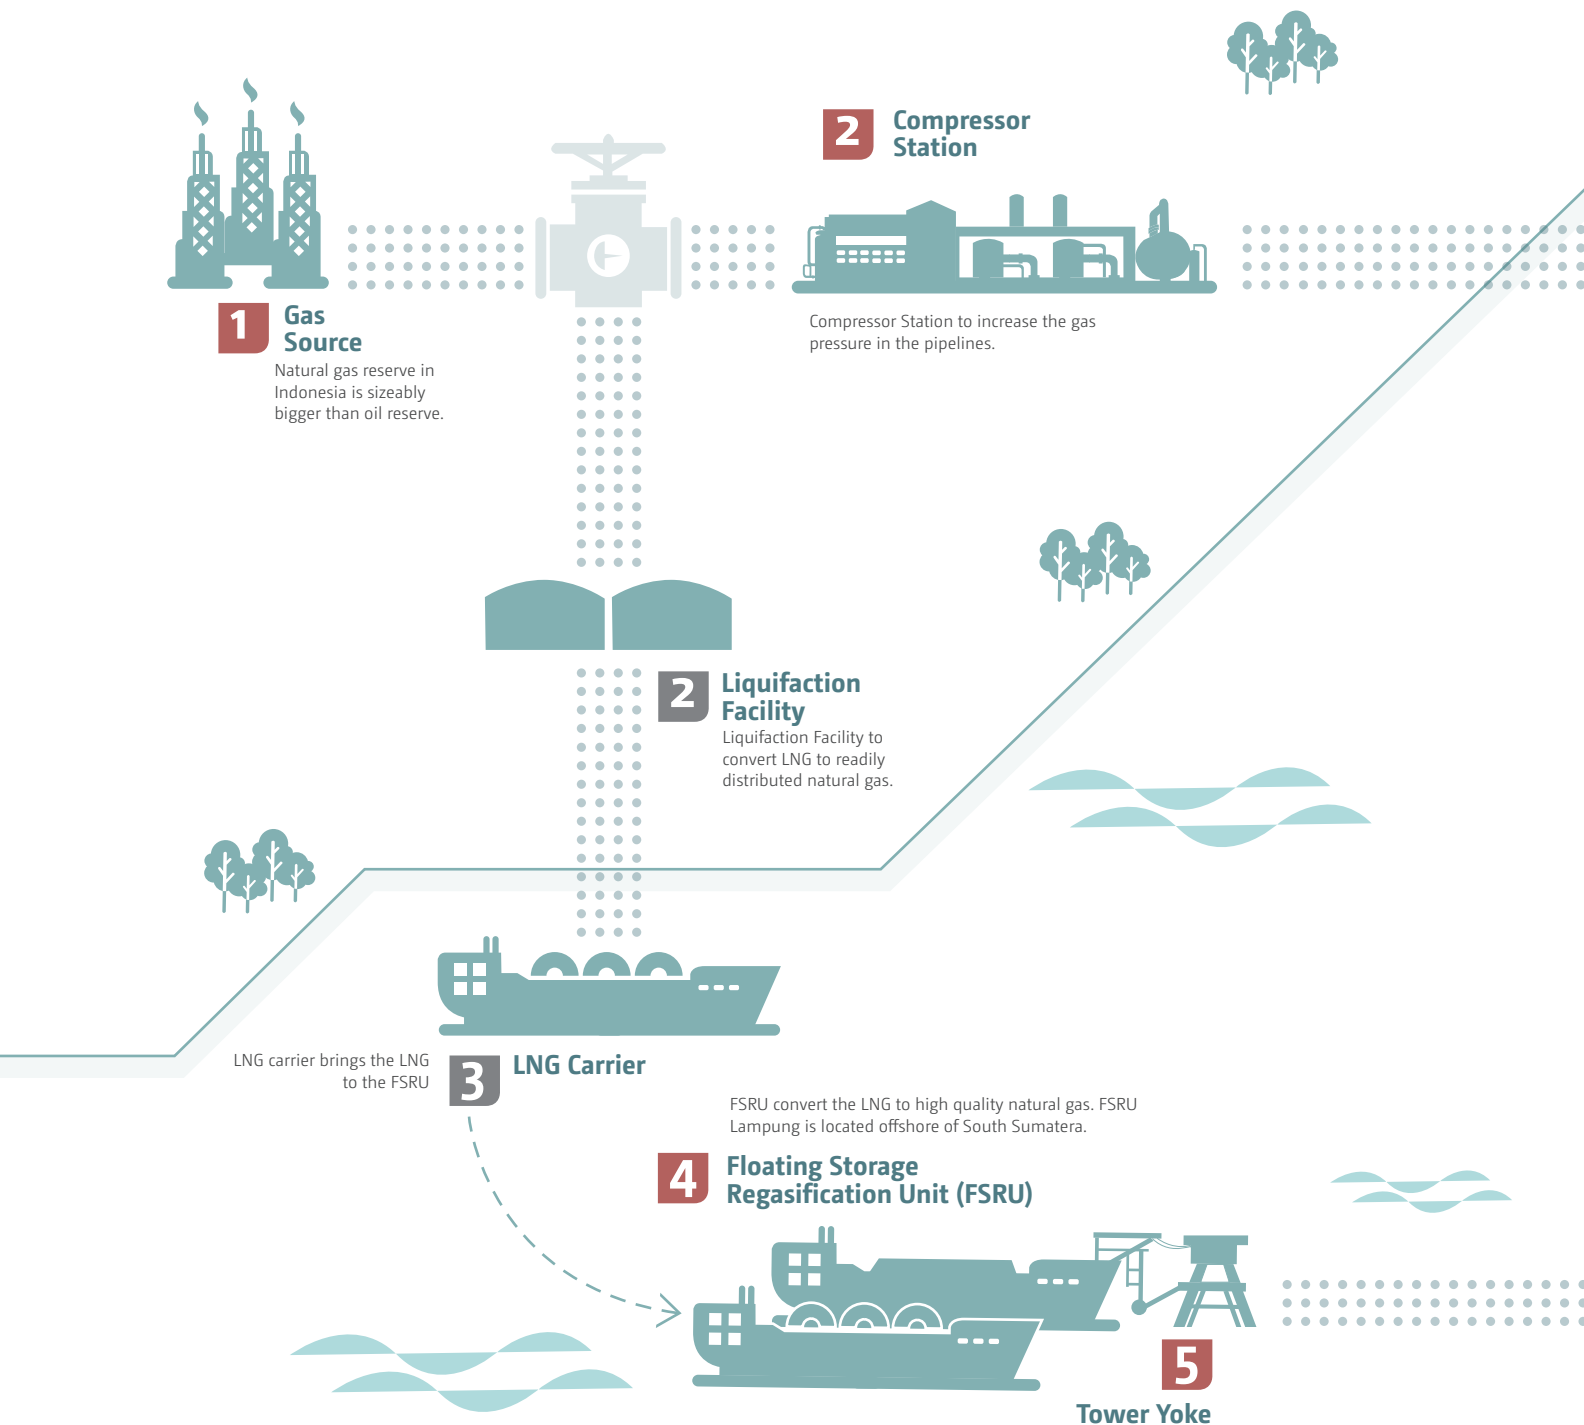 2
Compressor
Station
Compressor Station to increase the gas
pressure in the pipelines.
1
Gas
Source
Natural gas reserve in
Indonesia is sizeably
bigger than oil reserve.
2
Liquifaction
Facility
Liquifaction Facility to
convert LNG to readily
distributed natural gas.
LNG carrier brings the LNG
to the FSRU
3
LNG Carrier
FSRU convert the LNG to high quality natural gas. FSRU
Lampung is located offshore of South Sumatera.
4
Floating Storage
Regasification Unit (FSRU)
5
Tower Yoke